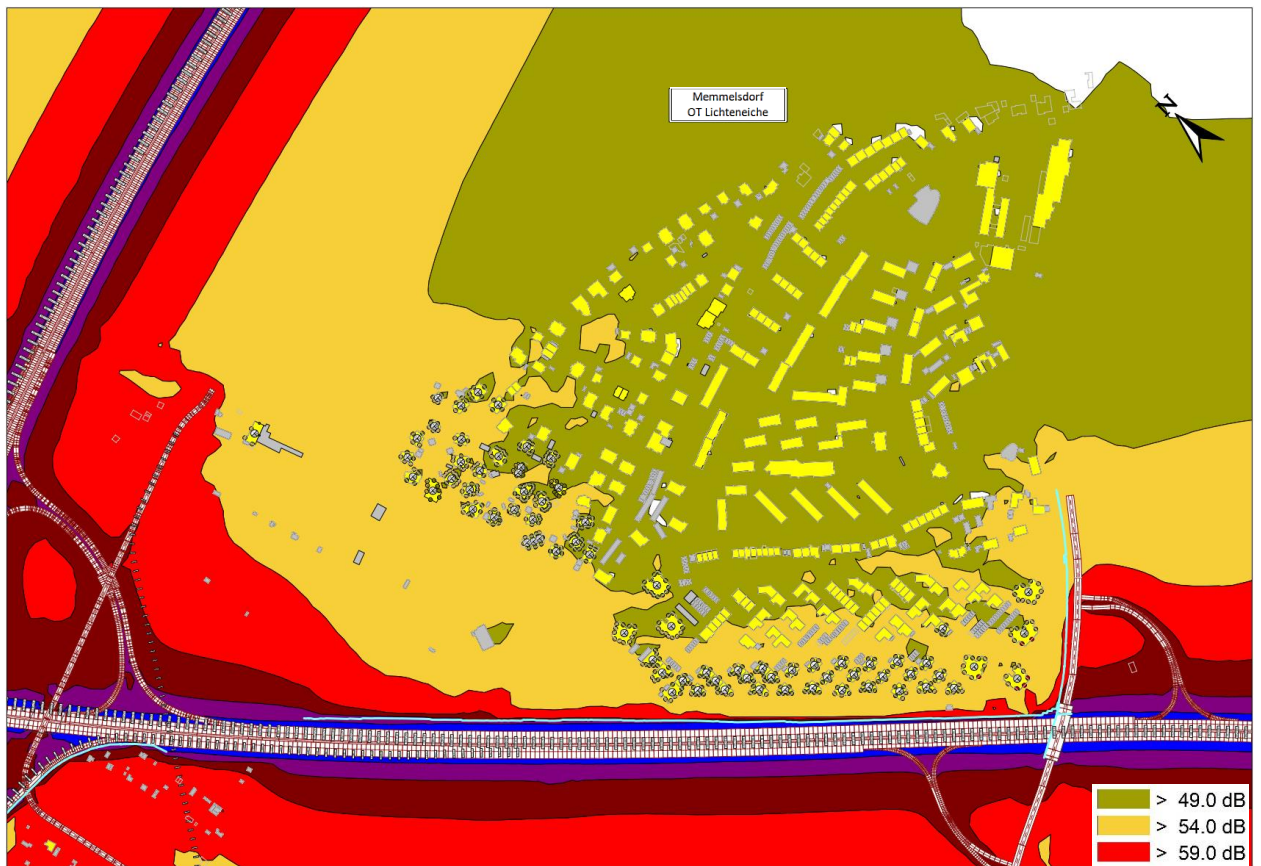 Memmelsdorf
OT Lichteneiche
N
> 49.0 dB
> 54.0 dB
> 59.0 dB